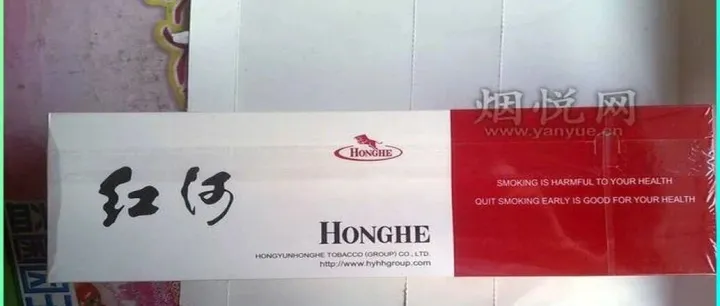 烟悦网
www.yanyue.cn
HONGHE
红河
SMOKING IS HARMFUL TO YOUR HEALTH
QUIT SMOKING EARLY IS GOOD FOR YOUR HEALTH
HONGHE
HONGYUNHONGHE TOBACCO (GROUP) CO., LTD.
http://www.hyhhgroup.com